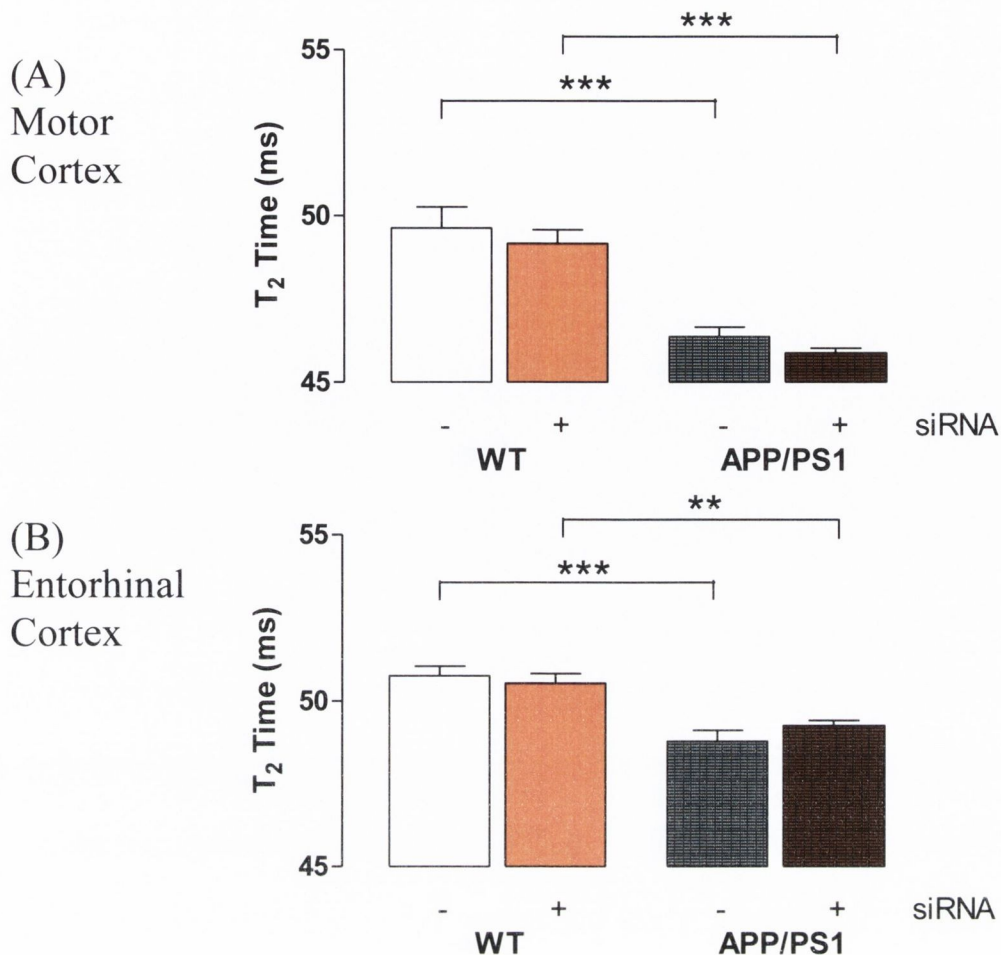 (A)
Motor
Cortex
T2 Time (ms)
55
50
45
***
***
- + - + siRNA
WT APP/PS1
(B)
Entorhinal
Cortex
T2 Time (ms)
55
50
45
**
***
- + - + siRNA
WT APP/PS1